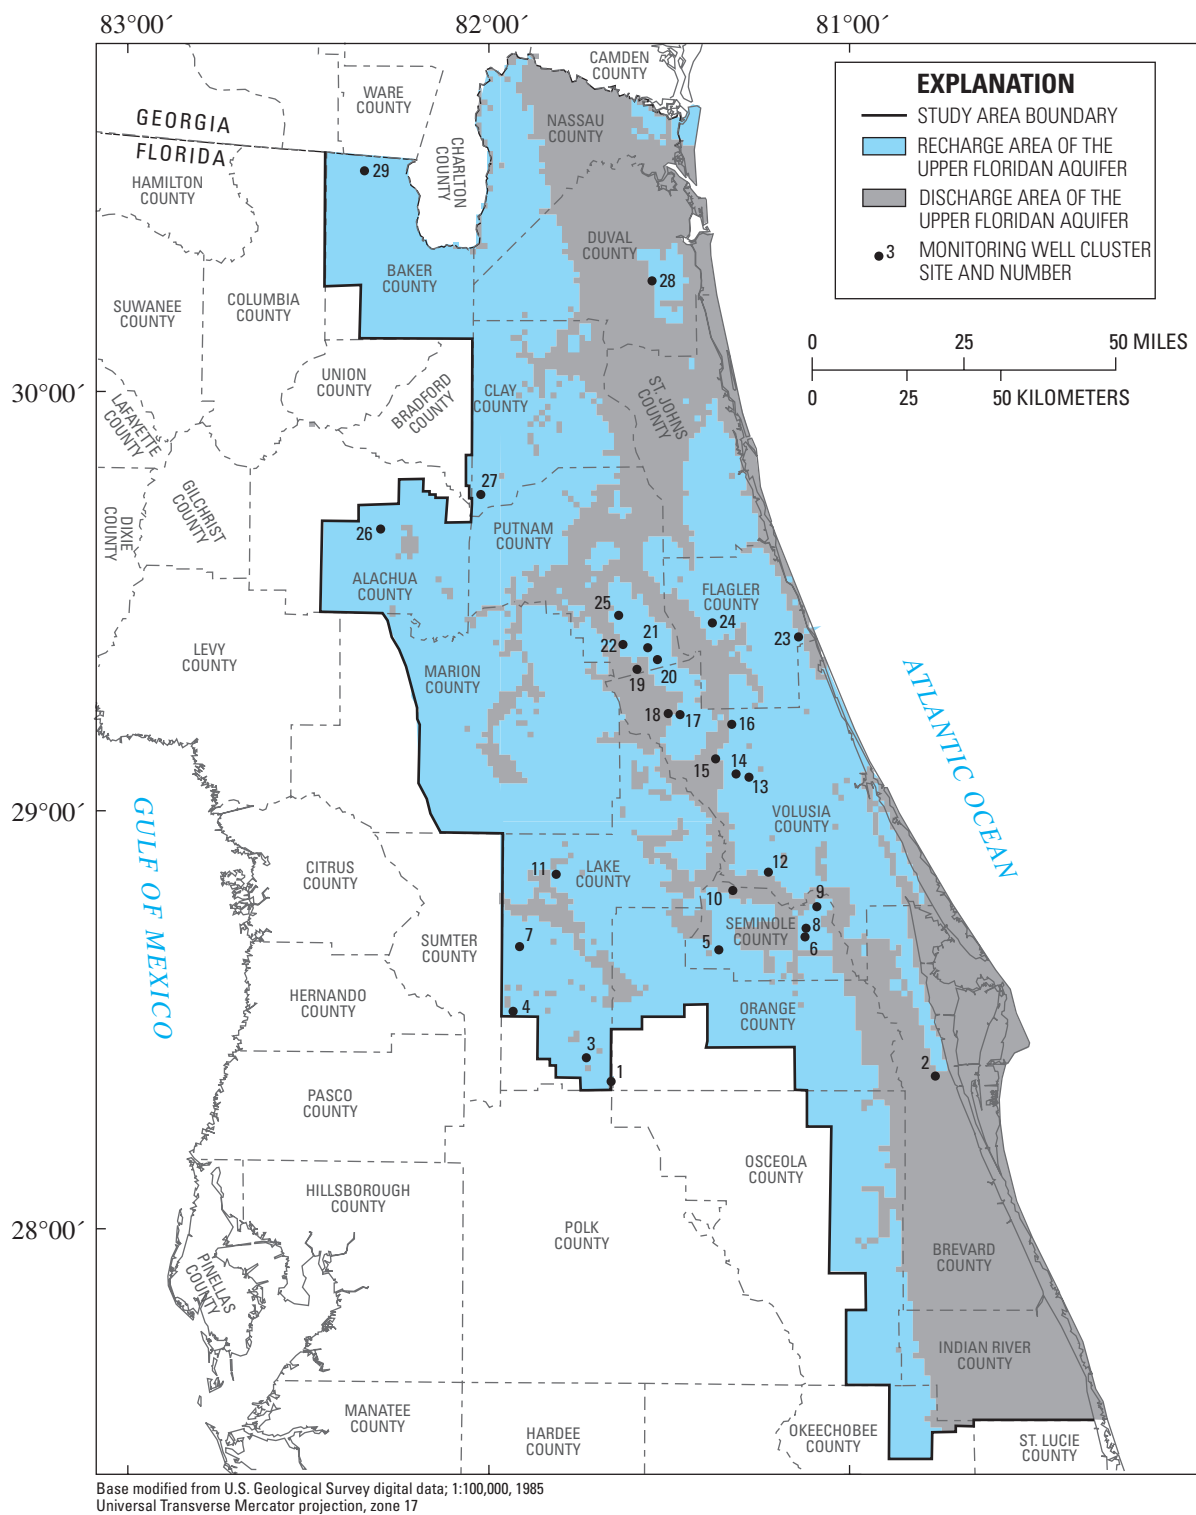 83°00′
82°00′
81°00′
CAMDEN
COUNTY
WARE
COUNTY
GEORGIA
FLORIDA
CHARLTON
COUNTY
NASSAU
COUNTY
HAMILTON
COUNTY
29
DUVAL
COUNTY
BAKER
COUNTY
28
SUWANEE
COUNTY
COLUMBIA
COUNTY
EXPLANATION
STUDY AREA BOUNDARY
RECHARGE AREA OF THE
UPPER FLORIDAN AQUIFER
DISCHARGE AREA OF THE
UPPER FLORIDAN AQUIFER
3
MONITORING WELL CLUSTER
SITE AND NUMBER
0
25
50 MILES
0
25
50 KILOMETERS
30°00′
UNION
COUNTY
BRADFORD
COUNTY
CLAY
COUNTY
ST. JOHNS
COUNTY
LAFAYETTE
COUNTY
GILCHRIST
COUNTY
DIXIE
COUNTY
27
26
PUTNAM
COUNTY
ALACHUA
COUNTY
FLAGLER
COUNTY
25
24
23
22
21
20
19
LEVY
COUNTY
MARION
COUNTY
18
17
16
15
14
13
ATLANTIC OCEAN
29°00′
VOLUSIA
COUNTY
GULF OF MEXICO
CITRUS
COUNTY
11
LAKE
COUNTY
12
10
9
SEMINOLE
COUNTY
8
6
5
7
SUMTER
COUNTY
HERNANDO
COUNTY
4
ORANGE
COUNTY
3
1
2
PASCO
COUNTY
OSCEOLA
COUNTY
HILLSBOROUGH
COUNTY
28°00′
POLK
COUNTY
PINELLAS
COUNTY
BREVARD
COUNTY
INDIAN RIVER
COUNTY
MANATEE
COUNTY
HARDEE
COUNTY
OKEECHOBEE
COUNTY
ST. LUCIE
COUNTY
Base modified from U.S. Geological Survey digital data; 1:100,000, 1985
Universal Transverse Mercator projection, zone 17